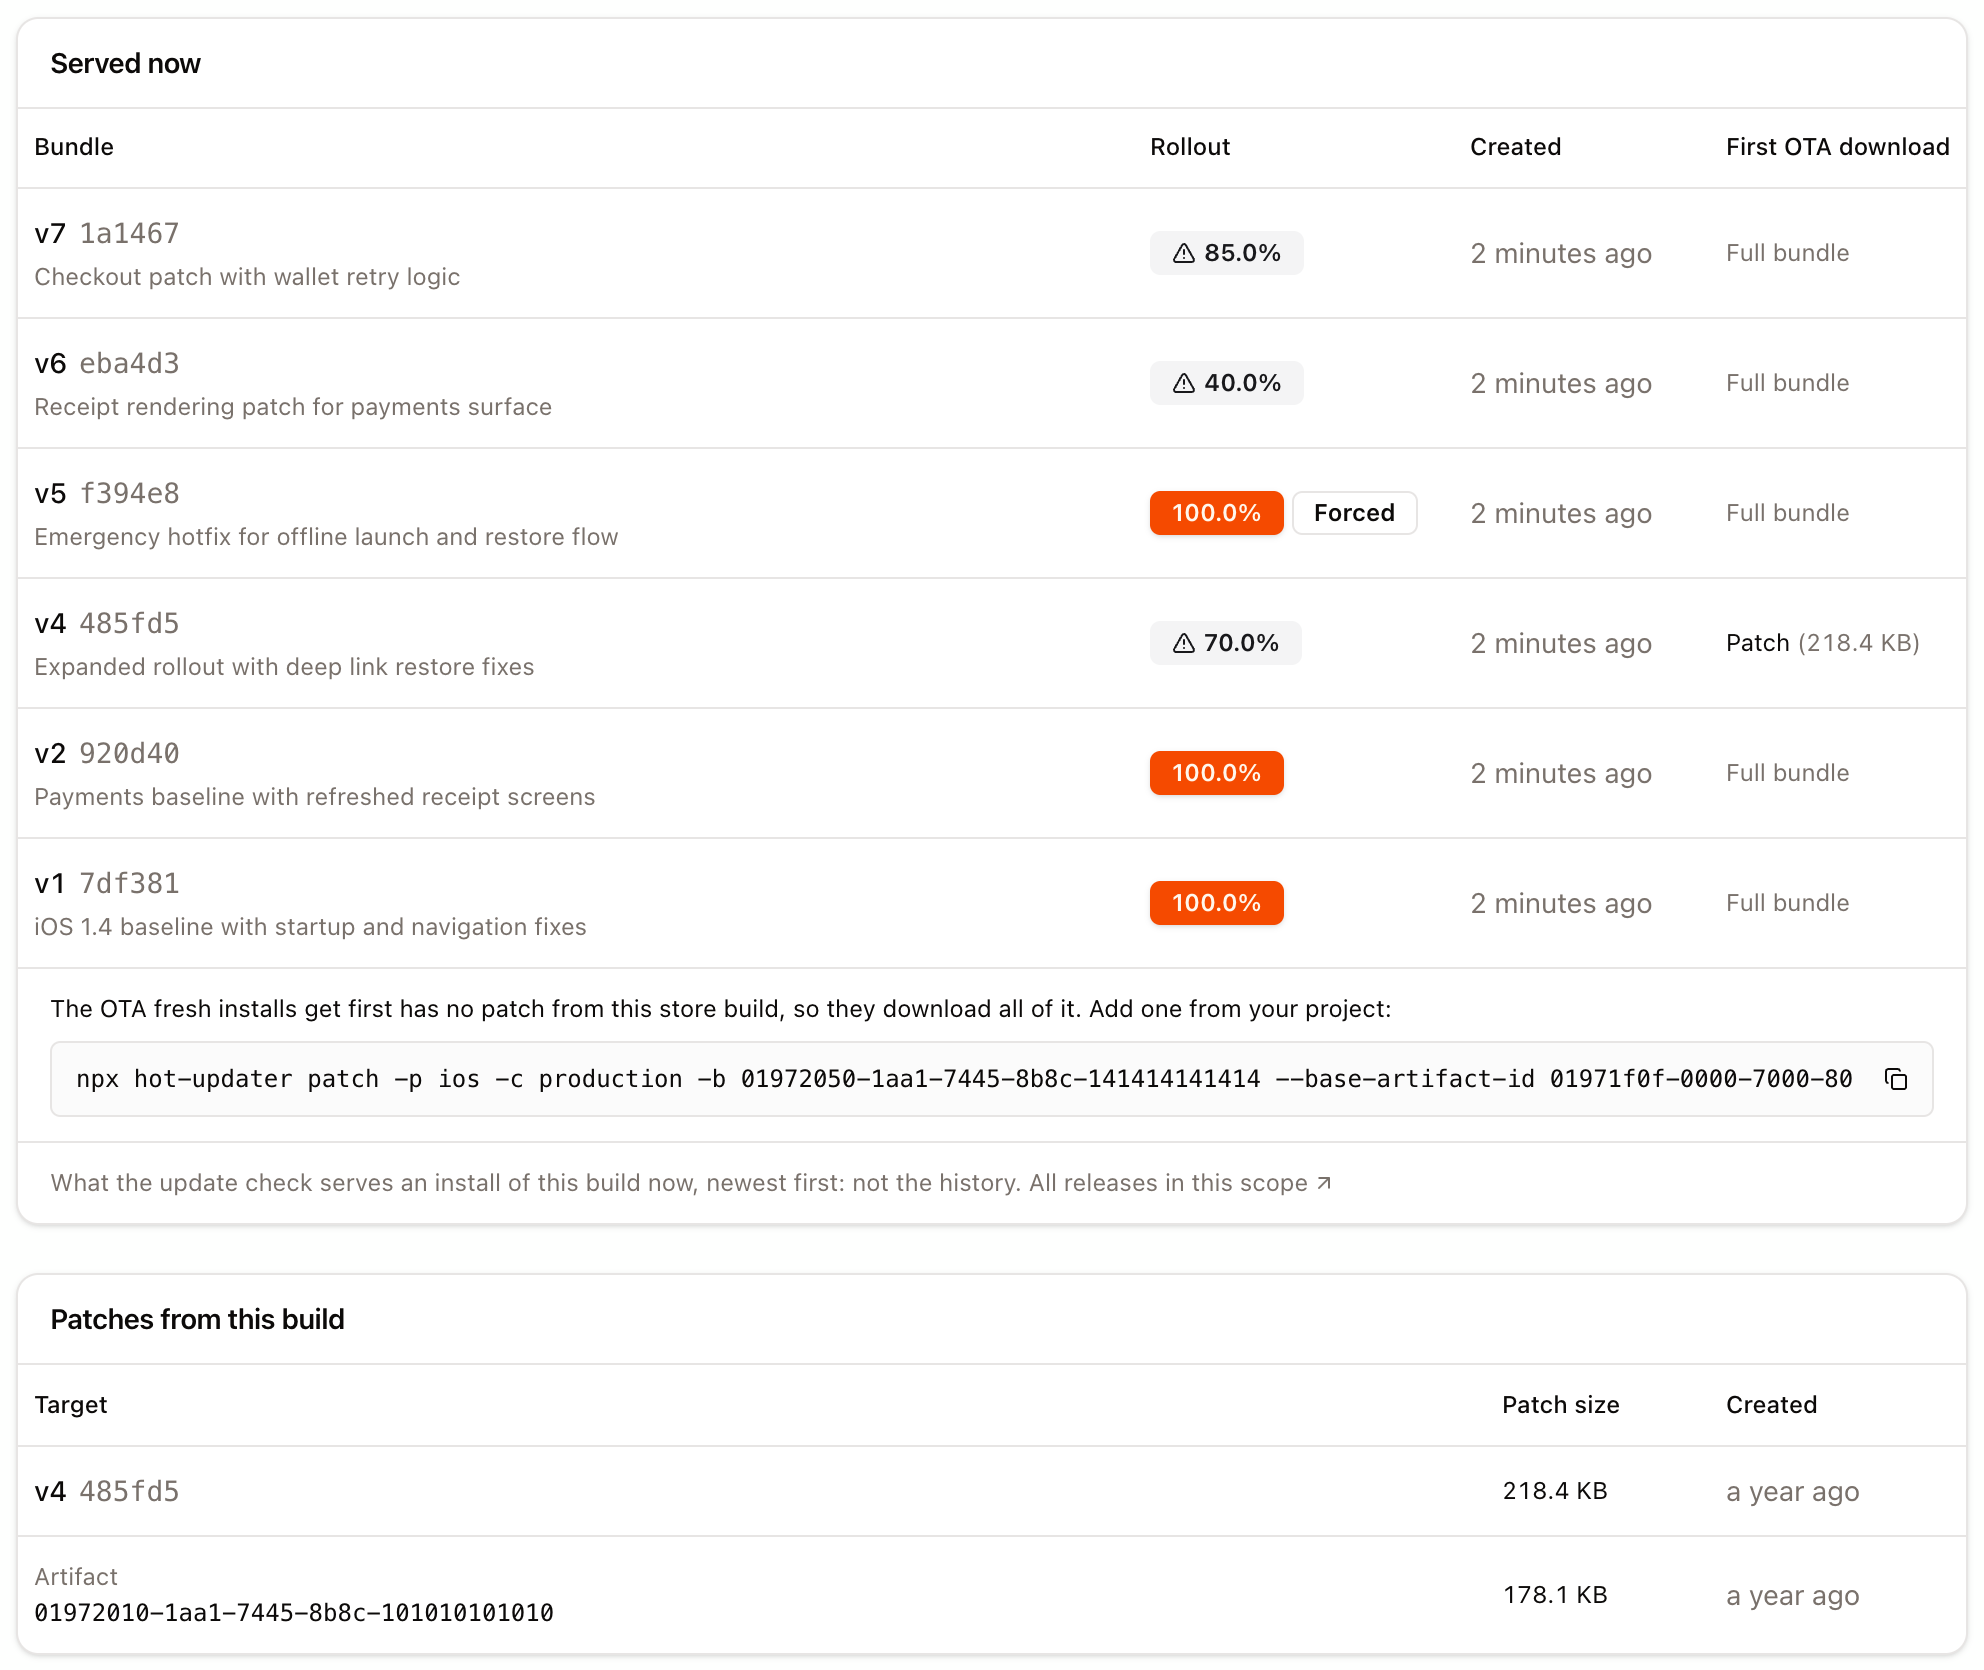 Served now
Bundle Rollout Created First OTA download
v7 1a1467
Checkout patch with wallet retry logic
85.0% 2 minutes ago Full bundle
v6 eba4d3
Receipt rendering patch for payments surface
40.0% 2 minutes ago Full bundle
v5 f394e8
Emergency hotfix for offline launch and restore flow
100.0% Forced 2 minutes ago Full bundle
v4 485fd5
Expanded rollout with deep link restore fixes
70.0% 2 minutes ago Patch (218.4 KB)
v2 920d40
Payments baseline with refreshed receipt screens
100.0% 2 minutes ago Full bundle
v1 7df381
iOS 1.4 baseline with startup and navigation fixes
100.0% 2 minutes ago Full bundle
The OTA fresh installs get first has no patch from this store build, so they download all of it. Add one from your project:
npx hot-updater patch -p ios -c production -b 01972050-1aa1-7445-8b8c-141414141414 --base-artifact-id 01971f0f-0000-7000-80
What the update check serves an install of this build now, newest first: not the history. All releases in this scope ↗
Patches from this build
Target Patch size Created
v4 485fd5 218.4 KB a year ago
Artifact
01972010-1aa1-7445-8b8c-101010101010 178.1 KB a year ago